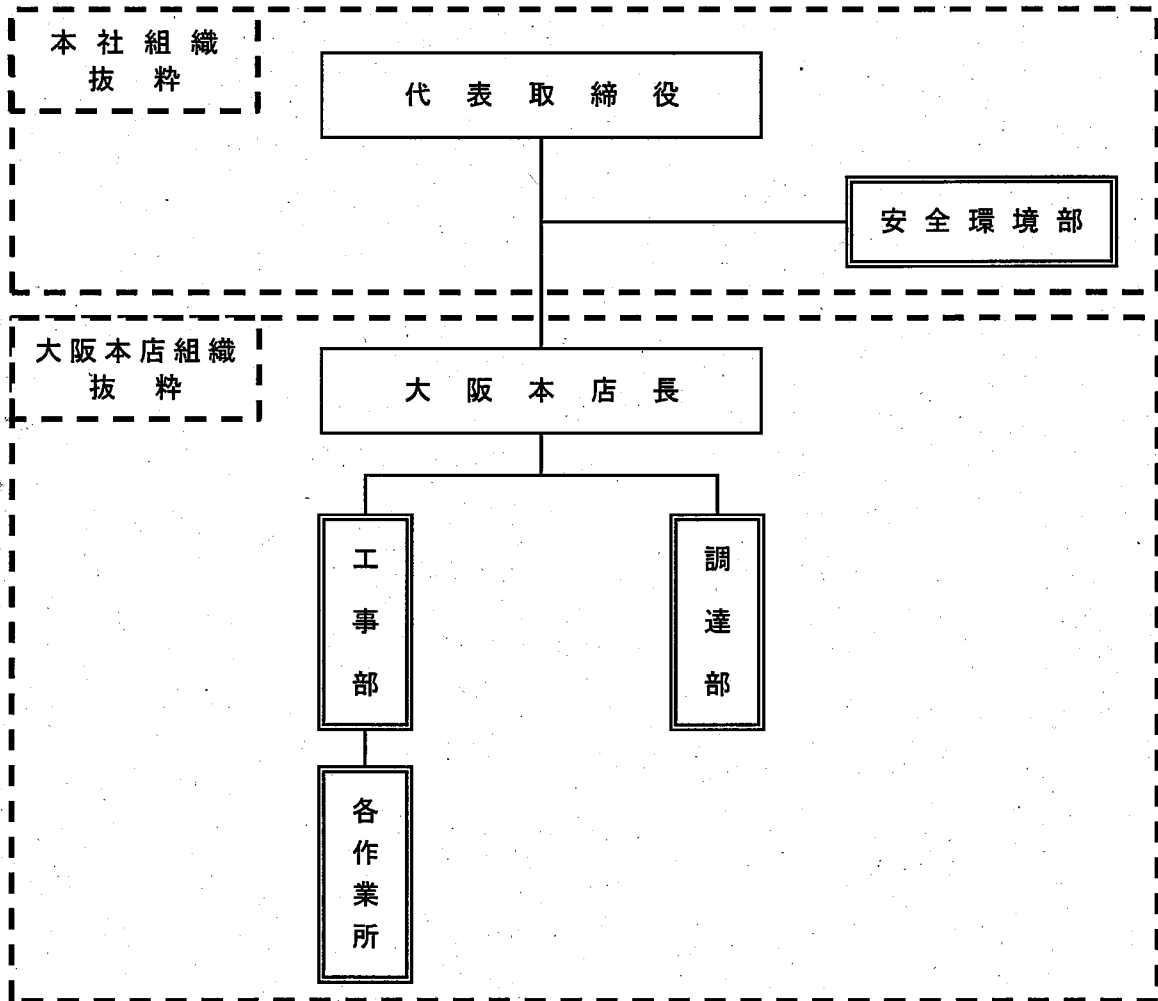 本社組織
抜粋
代表取締役
安全環境部
大阪本店組織
抜粋
大阪本店長
工事部
調達部
各作業所